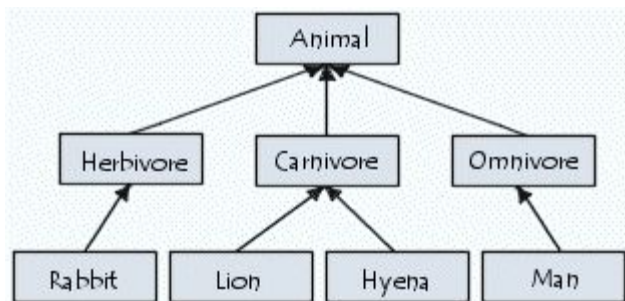 Animal
Herbivore
Carnivore
Omnivore
Rabbit
Lion
Hyena
Man